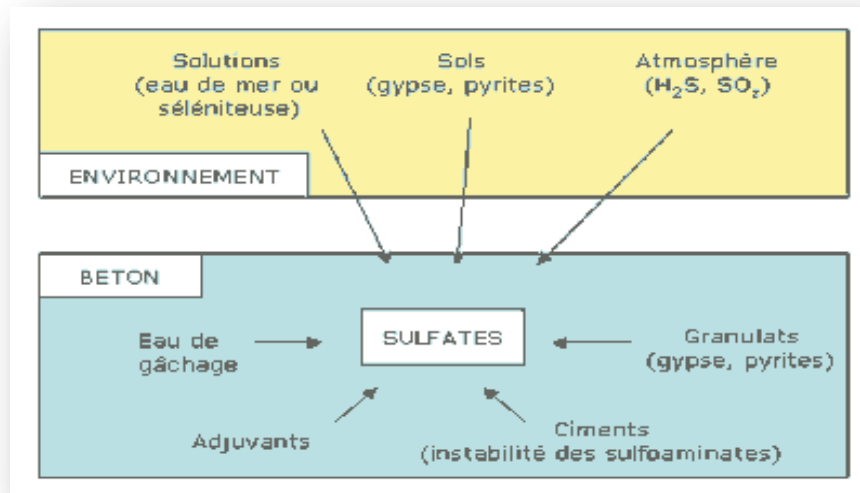 Solutions
(eau de mer ou
séléniteuse)
Sols
(gypse, pyrites)
Atmosphère
(H₂S, SO₂)
ENVIRONNEMENT
BETON
Eau de
gâchage
SULFATES
Granulats
(gypse, pyrites)
Adjuvants
Ciments
(instabilité des sulfoaminates)